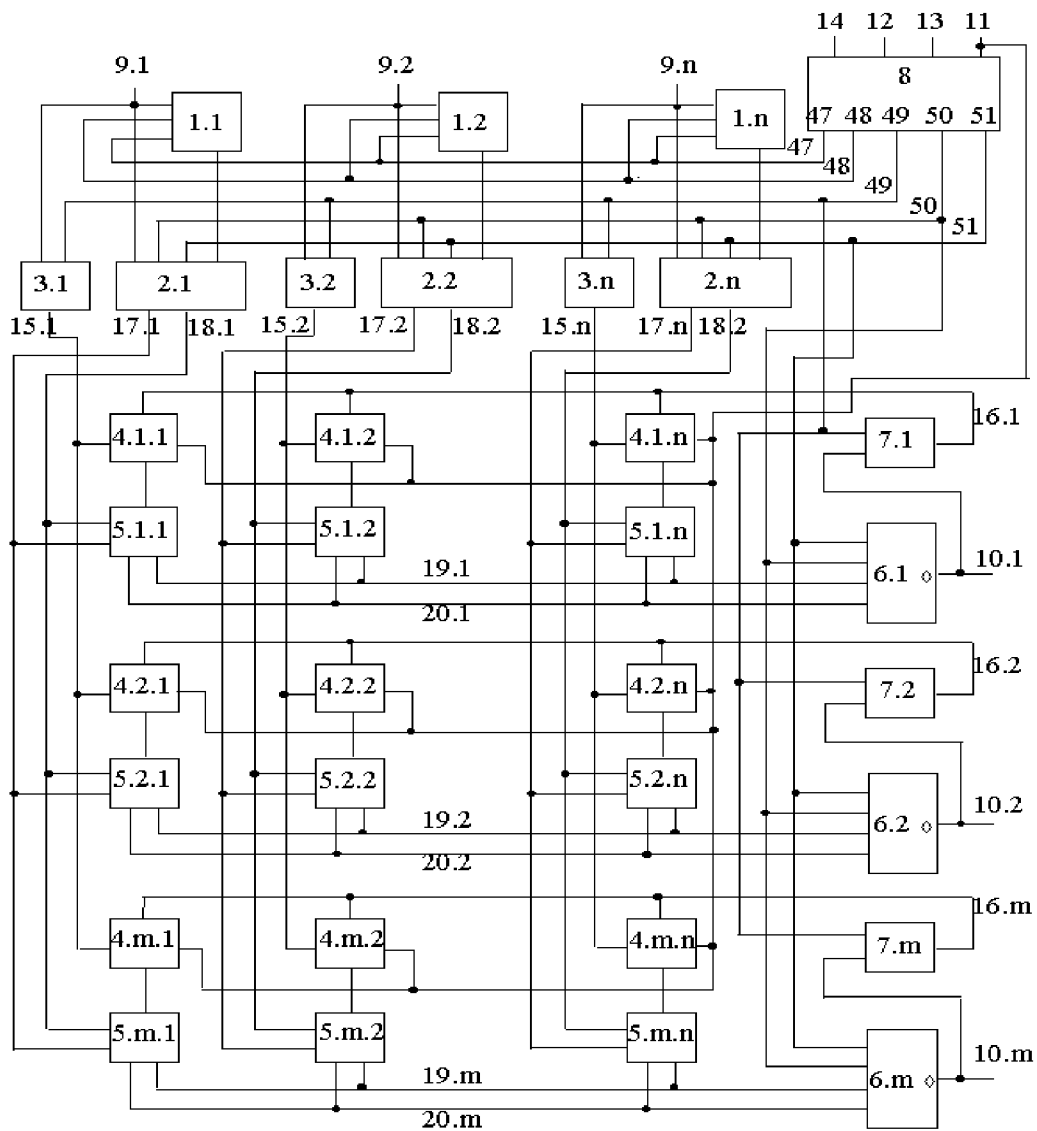 14 12 13 11
9.1 9.2 9.n 8
1.1 1.2 1.n
47 48 49 50 51
47
48
49
50
51
3.1 2.1 3.2 2.2 3.n 2.n
15.1 17.1 18.1 15.2 17.2 18.2 15.n 17.n 18.2
4.1.1 4.1.2 4.1.n 7.1 16.1
5.1.1 5.1.2 5.1.n
19.1 6.1 ◊ 10.1
20.1
4.2.1 4.2.2 4.2.n 7.2 16.2
5.2.1 5.2.2 5.2.n
19.2 6.2 ◊ 10.2
20.2
4.m.1 4.m.2 4.m.n 7.m 16.m
5.m.1 5.m.2 5.m.n
19.m 6.m ◊ 10.m
20.m